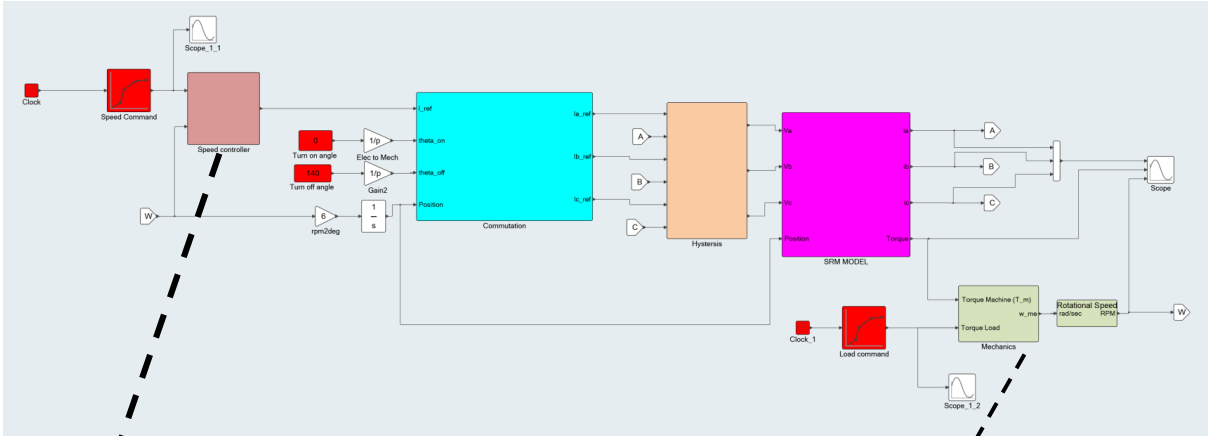 Clock
Speed Command
Scope_1_1
Speed controller
0
Turn on angle
1/p
Elec to Mech
140
Turn off angle
1/p
Gain2
W
6
rpm2deg
1
s
I_ref
theta_on
theta_off
Position
Ia_ref
Ib_ref
Ic_ref
Commutation
A
B
C
Hystersis
Va
Vb
Vc
Position
Ia
ib
ic
Torque
SRM MODEL
A
B
C
Scope
Clock_1
Load command
Scope_1_2
Torque Machine (T_m)
w_me
Torque Load
Mechanics
Rotational Speed
rad/sec RPM
W